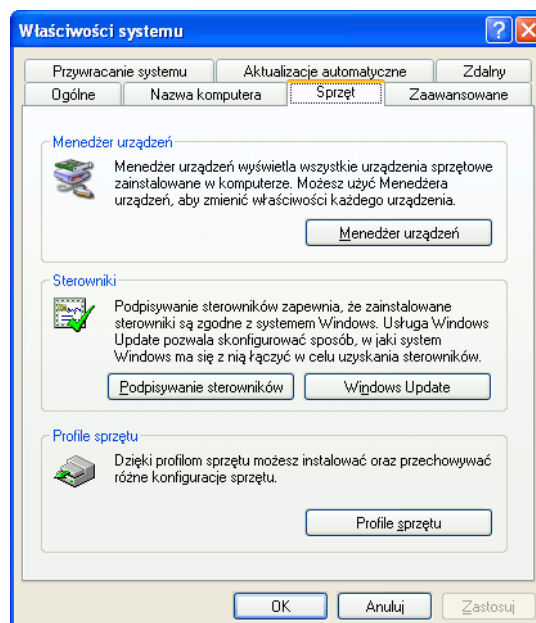 Właściwości systemu
Przywracanie systemu Aktualizacje automatyczne Zdalny
Ogólne Nazwa komputera Sprzęt Zaawansowane
Menedżer urządzeń
Menedżer urządzeń wyświetla wszystkie urządzenia sprzętowe
zainstalowane w komputerze. Możesz użyć Menedżera
urządzeń, aby zmienić właściwości każdego urządzenia.
Menedżer urządzeń
Sterowniki
Podpisywanie sterowników zapewnia, że zainstalowane
sterowniki są zgodne z systemem Windows. Usługa Windows
Update pozwala skonfigurować sposób, w jaki system
Windows ma się z nią łączyć w celu uzyskania sterowników.
Podpisywanie sterowników Windows Update
Profile sprzętu
Dzięki profilom sprzętu możesz instalować oraz przechowywać
różne konfiguracje sprzętu.
Profile sprzętu
OK Anuluj Zastosuj